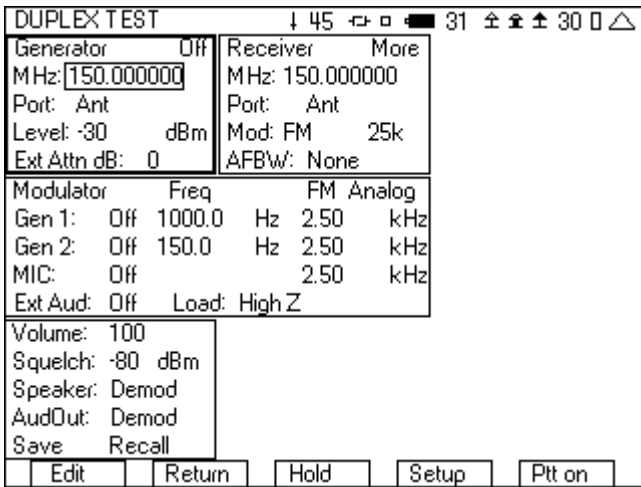 DUPLEX TEST 45 31 30
Generator Off
MHz: 150.000000
Port: Ant
Level: -30 dBm
Ext Attn dB: 0
Receiver More
MHz: 150.000000
Port: Ant
Mod: FM 25k
AFBW: None
Modulator Freq FM Analog
Gen 1: Off 1000.0 Hz 2.50 kHz
Gen 2: Off 150.0 Hz 2.50 kHz
MIC: Off 2.50 kHz
Ext Aud: Off Load: High Z
Volume: 100
Squelch: -80 dBm
Speaker: Demod
AudOut: Demod
Save Recall
Edit Return Hold Setup Ptt on